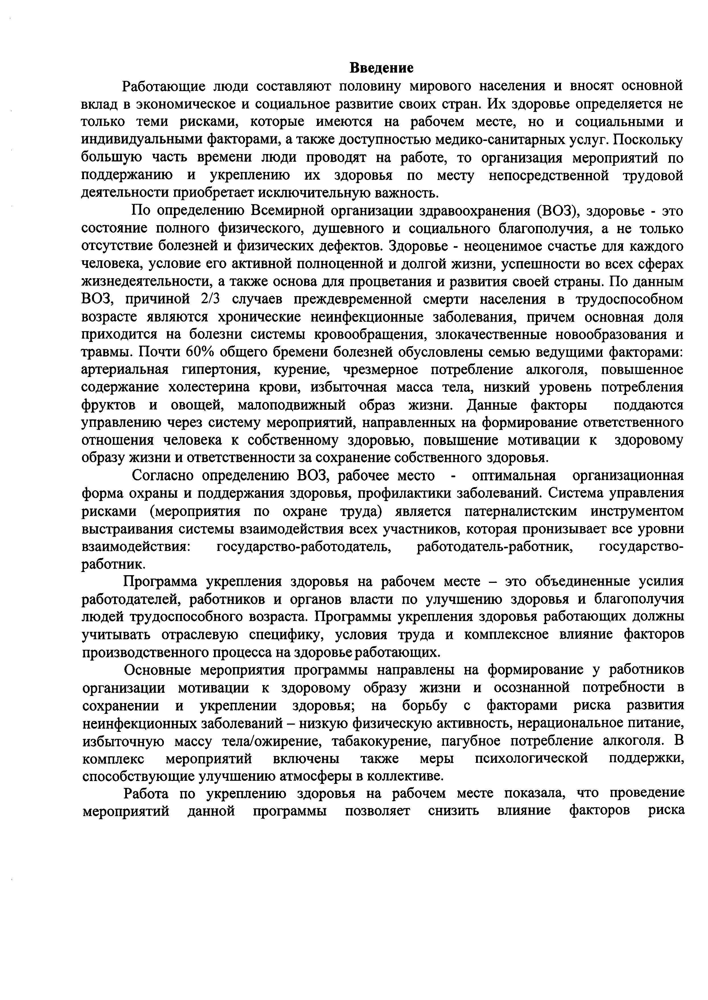 Введение
Работающие люди составляют половину мирового населения и вносят основной
вклад в экономическое и социальное развитие своих стран. Их здоровье определяется не
только теми рисками, которые имеются на рабочем месте, но и социальными и
индивидуальными факторами, а также доступностью медико-санитарных услуг. Поскольку
большую часть времени люди проводят на работе, то организация мероприятий по
поддержанию и укреплению их здоровья по месту непосредственной трудовой
деятельности приобретает исключительную важность.
По определению Всемирной организации здравоохранения (ВОЗ), здоровье - это
состояние полного физического, душевного и социального благополучия, а не только
отсутствие болезней и физических дефектов. Здоровье - неоценимое счастье для каждого
человека, условие его активной полноценной и долгой жизни, успешности во всех сферах
жизнедеятельности, а также основа для процветания и развития своей страны. По данным
ВОЗ, причиной 2/3 случаев преждевременной смерти населения в трудоспособном
возрасте являются хронические неинфекционные заболевания, причем основная доля
приходится на болезни системы кровообращения, злокачественные новообразования и
травмы. Почти 60% общего бремени болезней обусловлены семью ведущими факторами:
артериальная гипертония, курение, чрезмерное потребление алкоголя, повышенное
содержание холестерина крови, избыточная масса тела, низкий уровень потребления
фруктов и овощей, малоподвижный образ жизни. Данные факторы поддаются
управлению через систему мероприятий, направленных на формирование ответственного
отношения человека к собственному здоровью, повышение мотивации к здоровому
образу жизни и ответственности за сохранение собственного здоровья.
Согласно определению ВОЗ, рабочее место - оптимальная организационная
форма охраны и поддержания здоровья, профилактики заболеваний. Система управления
рисками (мероприятия по охране труда) является патерналистским инструментом
выстраивания системы взаимодействия всех участников, которая пронизывает все уровни
взаимодействия: государство-работодатель, работодатель-работник, государство-
работник.
Программа укрепления здоровья на рабочем месте – это объединенные усилия
работодателей, работников и органов власти по улучшению здоровья и благополучия
людей трудоспособного возраста. Программы укрепления здоровья работающих должны
учитывать отраслевую специфику, условия труда и комплексное влияние факторов
производственного процесса на здоровье работающих.
Основные мероприятия программы направлены на формирование у работников
организации мотивации к здоровому образу жизни и осознанной потребности в
сохранении и укреплении здоровья; на борьбу с факторами риска развития
неинфекционных заболеваний – низкую физическую активность, нерациональное питание,
избыточную массу тела/ожирение, табакокурение, пагубное потребление алкоголя. В
комплекс мероприятий включены также меры психологической поддержки,
способствующие улучшению атмосферы в коллективе.
Работа по укреплению здоровья на рабочем месте показала, что проведение
мероприятий данной программы позволяет снизить влияние факторов риска